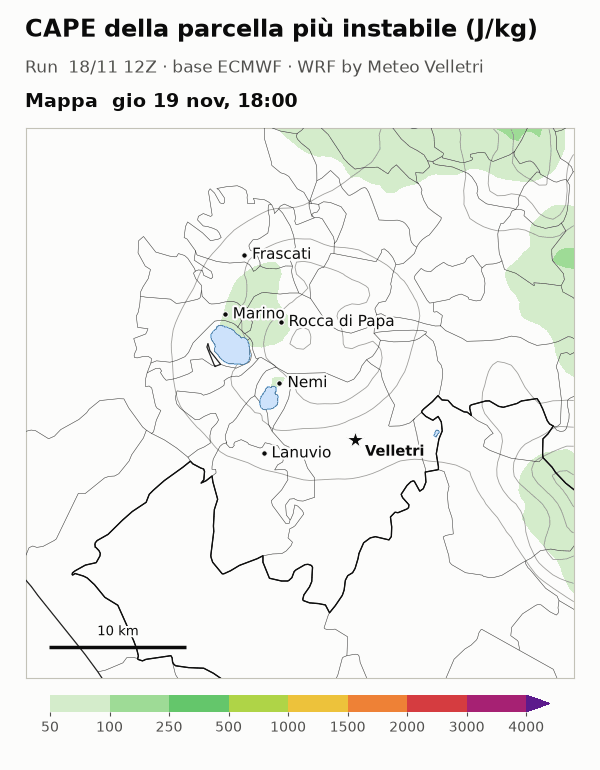 CAPE della parcella più instabile (J/kg)
Run  18/11 12Z · base ECMWF · WRF by Meteo Velletri
Mappa  gio 19 nov, 18:00
Frascati
Marino
Rocca di Papa
Nemi
Velletri
Lanuvio
10 km
50 100 250 500 1000 1500 2000 3000 4000